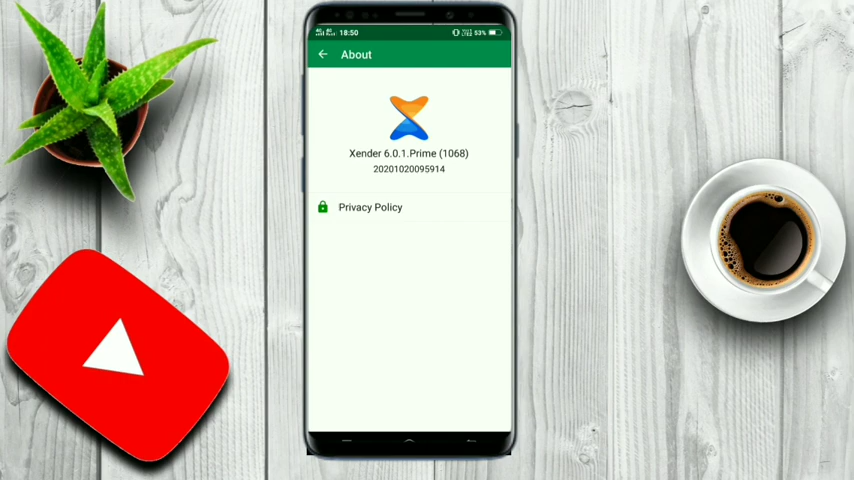 18:50
53%
About
Xender 6.0.1.Prime (1068)
20201020095914
Privacy Policy